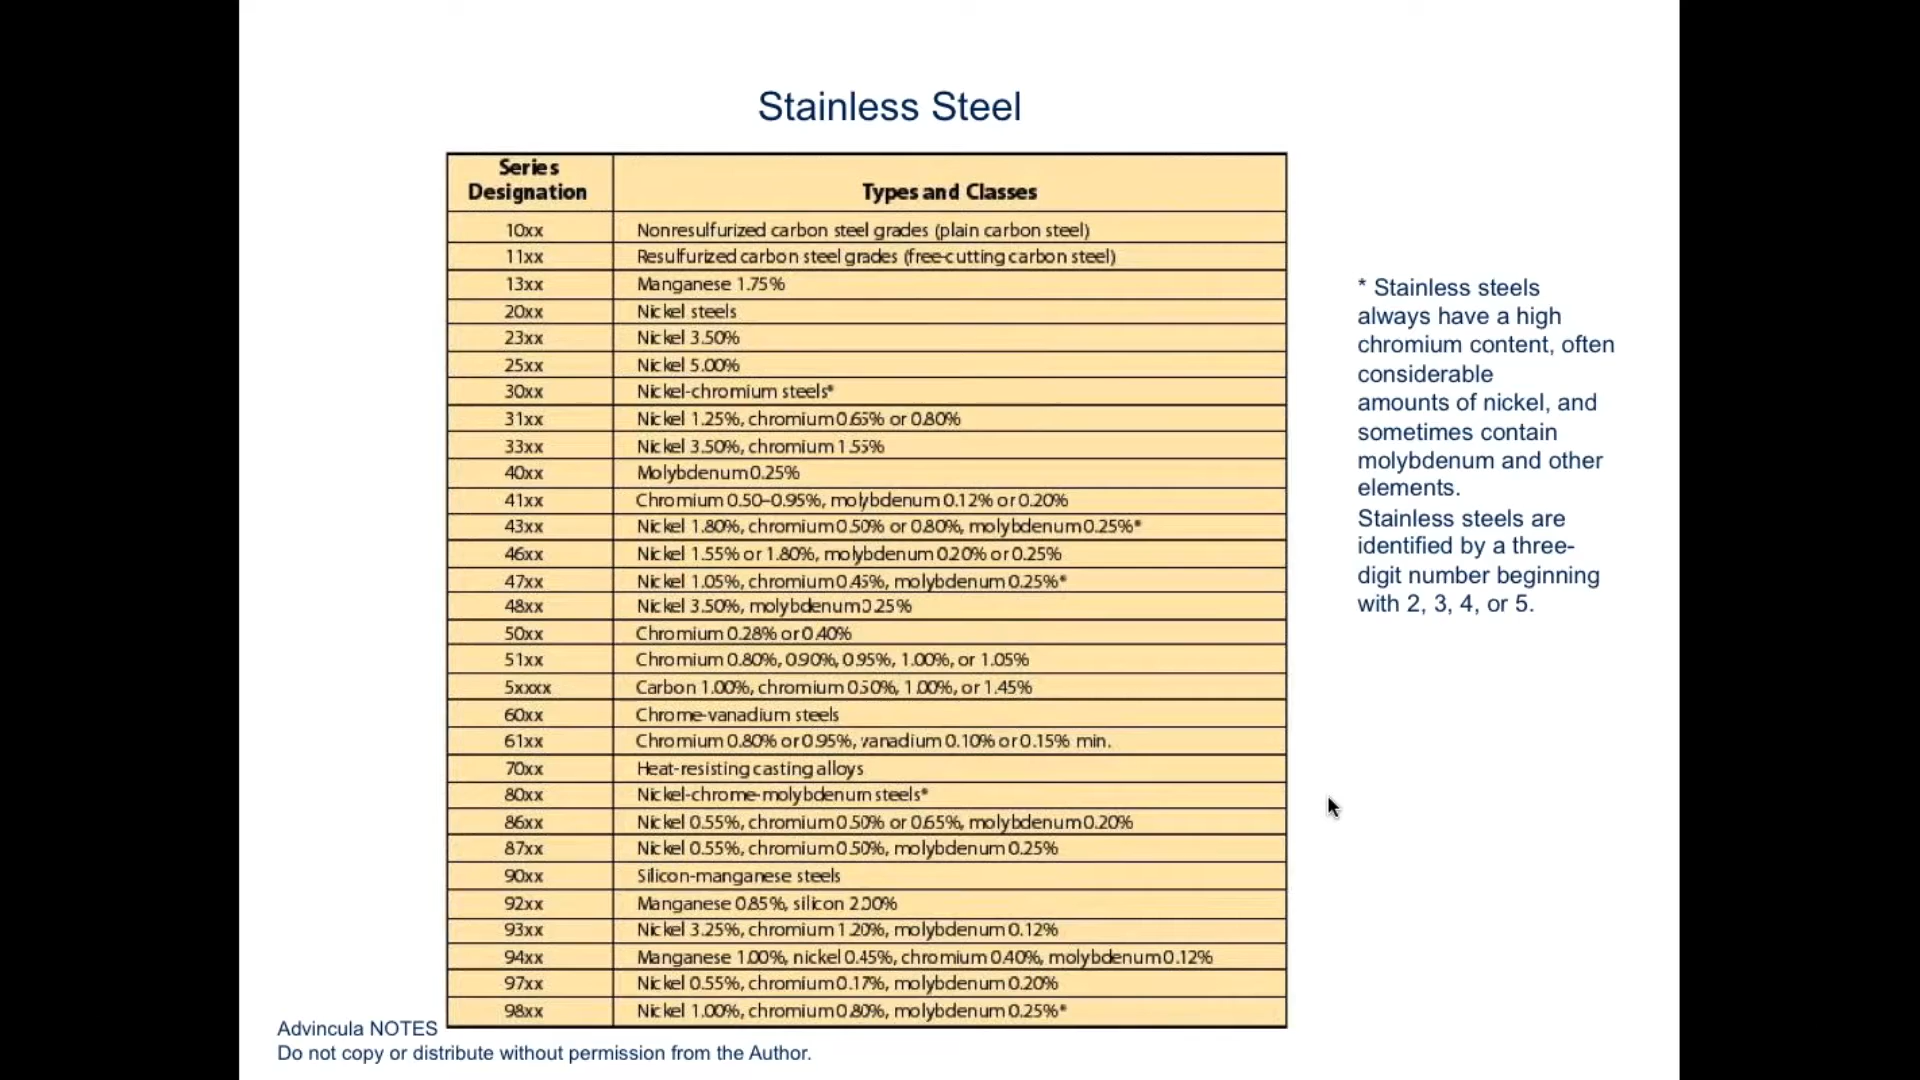 Stainless Steel
Series
Designation
Types and Classes
10xx Nonresulfurized carbon steel grades (plain carbon steel)
11xx Resulfurized carbon steel grades (free-cutting carbon steel)
13xx Manganese 1.75%
20xx Nickel steels
23xx Nickel 3.50%
25xx Nickel 5.00%
30xx Nickel-chromium steels*
31xx Nickel 1.25%, chromium 0.65% or 0.80%
33xx Nickel 3.50%, chromium 1.55%
40xx Molybdenum 0.25%
41xx Chromium 0.50–0.95%, molybdenum 0.12% or 0.20%
43xx Nickel 1.80%, chromium 0.50% or 0.80%, molybdenum 0.25%*
46xx Nickel 1.55% or 1.80%, molybdenum 0.20% or 0.25%
47xx Nickel 1.05%, chromium 0.45%, molybdenum 0.25%*
48xx Nickel 3.50%, molybdenum 0.25%
50xx Chromium 0.28% or 0.40%
51xx Chromium 0.80%, 0.90%, 0.95%, 1.00%, or 1.05%
5xxxx Carbon 1.00%, chromium 0.50%, 1.00%, or 1.45%
60xx Chrome-vanadium steels
61xx Chromium 0.80% or 0.95%, vanadium 0.10% or 0.15% min.
70xx Heat-resisting casting alloys
80xx Nickel-chrome-molybdenum steels*
86xx Nickel 0.55%, chromium 0.50% or 0.65%, molybdenum 0.20%
87xx Nickel 0.55%, chromium 0.50%, molybdenum 0.25%
90xx Silicon-manganese steels
92xx Manganese 0.85%, silicon 2.00%
93xx Nickel 3.25%, chromium 1.20%, molybdenum 0.12%
94xx Manganese 1.00%, nickel 0.45%, chromium 0.40%, molybdenum 0.12%
97xx Nickel 0.55%, chromium 0.17%, molybdenum 0.20%
98xx Nickel 1.00%, chromium 0.80%, molybdenum 0.25%*
* Stainless steels
always have a high
chromium content, often
considerable
amounts of nickel, and
sometimes contain
molybdenum and other
elements.
Stainless steels are
identified by a three-
digit number beginning
with 2, 3, 4, or 5.
Advincula NOTES
Do not copy or distribute without permission from the Author.